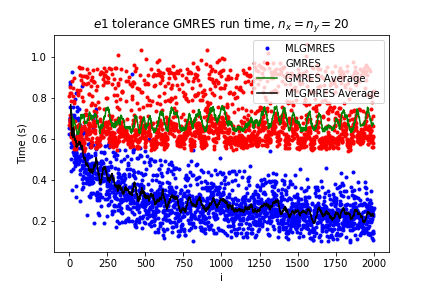 e1 tolerance GMRES run time, n_x = n_y = 20
MLGMRES
GMRES
GMRES Average
MLGMRES Average
Time (s)
1.0
0.8
0.6
0.4
0.2
0 250 500 750 1000 1250 1500 1750 2000
i